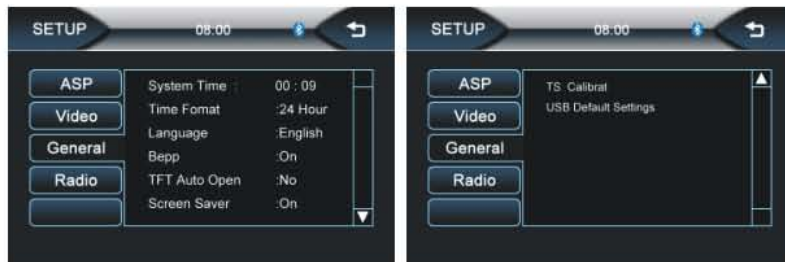 SETUP 08:00
ASP
Video
General
Radio
System Time : 00 : 09
Time Fomat :24 Hour
Language :English
Bepp :On
TFT Auto Open :No
Screen Saver :On
SETUP 08:00
ASP
Video
General
Radio
TS Calibrat
USB Default Settings